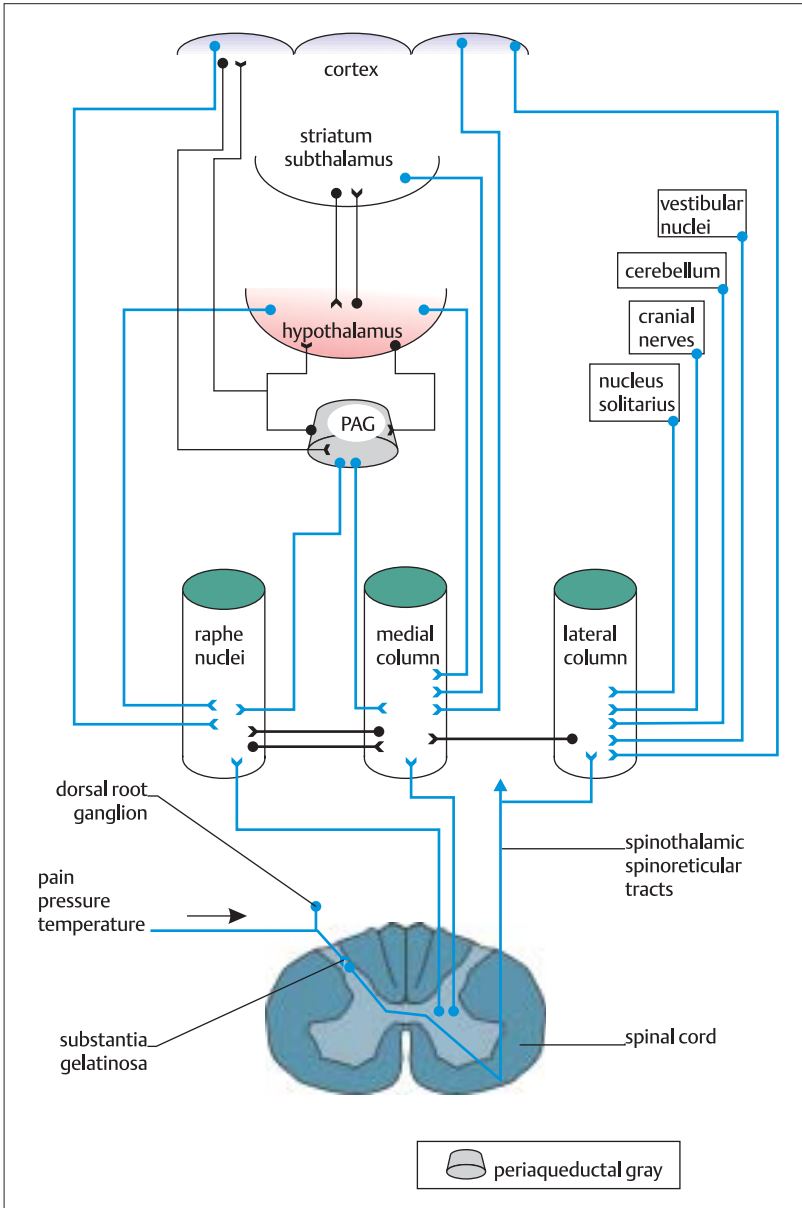 cortex
striatum
subthalamus
vestibular
nuclei
cerebellum
cranial
nerves
hypothalamus
nucleus
solitarius
PAG
raphe
nuclei
medial
column
lateral
column
dorsal root
ganglion
pain
pressure
temperature
spinothalamic
spinoreticular
tracts
substantia
gelatinosa
spinal cord
periaqueductal gray